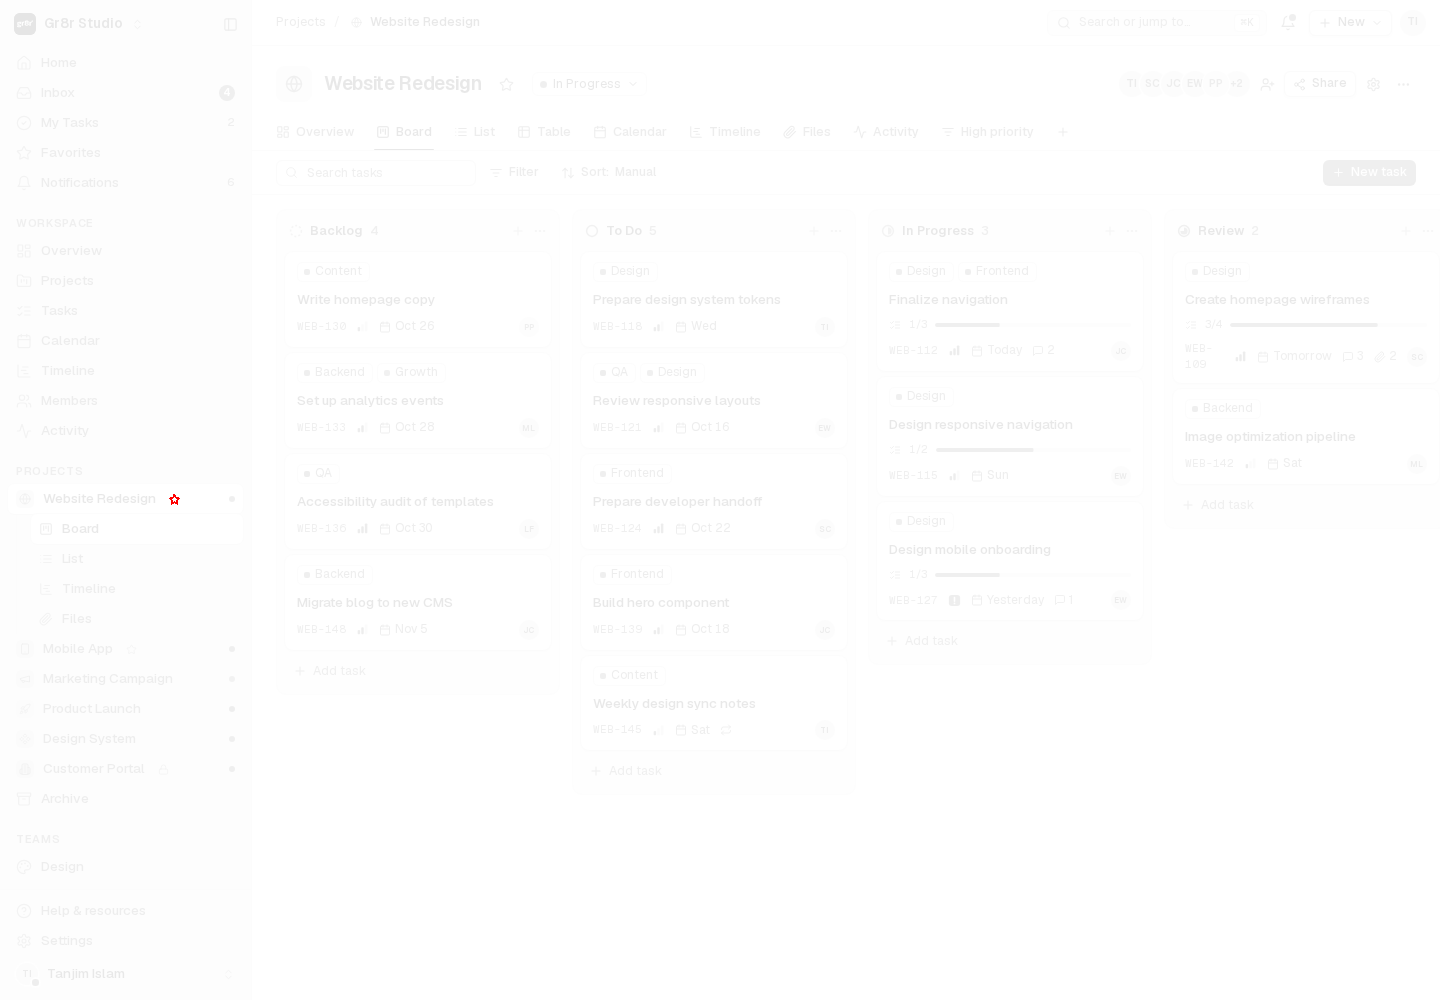 Gr8r Studio
Home
Inbox 4
My Tasks 2
Favorites
Notifications 6
WORKSPACE
Overview
Projects
Tasks
Calendar
Timeline
Members
Activity
PROJECTS
Website Redesign
Board
List
Timeline
Files
Mobile App
Marketing Campaign
Product Launch
Design System
Customer Portal
Archive
TEAMS
Design
Help & resources
Settings
TI Tanjim Islam
Projects / Website Redesign
Search or jump to... ⌘K
New
TI
Website Redesign
In Progress
TI SC JC EW PP +2
Share
Overview Board List Table Calendar Timeline Files Activity High priority
Search tasks
Filter
Sort: Manual
New task
Backlog 4
Content
Write homepage copy
WEB-130 Oct 26 PP
Backend Growth
Set up analytics events
WEB-133 Oct 28 ML
QA
Accessibility audit of templates
WEB-136 Oct 30 LF
Backend
Migrate blog to new CMS
WEB-148 Nov 5 JC
Add task
To Do 5
Design
Prepare design system tokens
WEB-118 Wed TI
QA Design
Review responsive layouts
WEB-121 Oct 16 EW
Frontend
Prepare developer handoff
WEB-124 Oct 22 SC
Frontend
Build hero component
WEB-139 Oct 18 JC
Content
Weekly design sync notes
WEB-145 Sat TI
Add task
In Progress 3
Design Frontend
Finalize navigation
1/3
WEB-112 Today 2 JC
Design
Design responsive navigation
1/2
WEB-115 Sun EW
Design
Design mobile onboarding
1/3
WEB-127 Yesterday 1 EW
Add task
Review 2
Design
Create homepage wireframes
3/4
WEB-
109 Tomorrow 3 2 SC
Backend
Image optimization pipeline
WEB-142 Sat ML
Add task